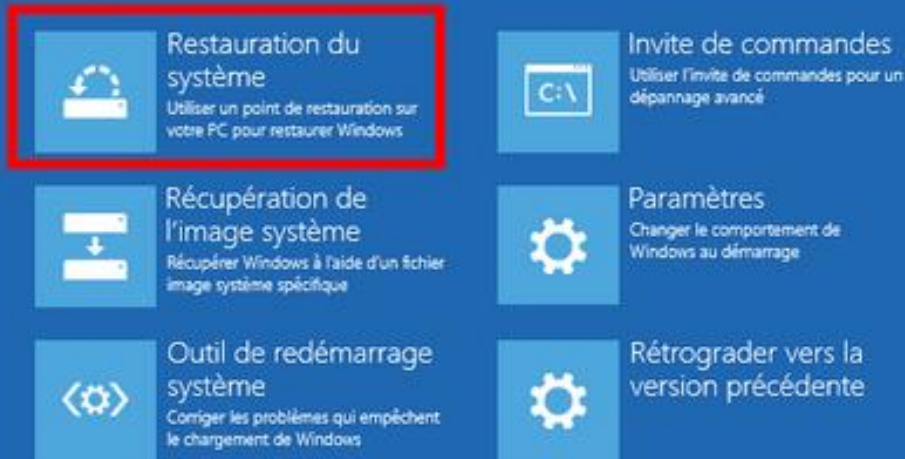 Restauration du
système
Utiliser un point de restauration sur
votre PC pour restaurer Windows
Invite de commandes
Utiliser l'invite de commandes pour un
dépannage avancé
C:\
Récupération de
l'image système
Récupérer Windows à l'aide d'un fichier
image système spécifique
Paramètres
Changer le comportement de
Windows au démarrage
Outil de redémarrage
système
Corriger les problèmes qui empêchent
le chargement de Windows
Rétrograder vers la
version précédente